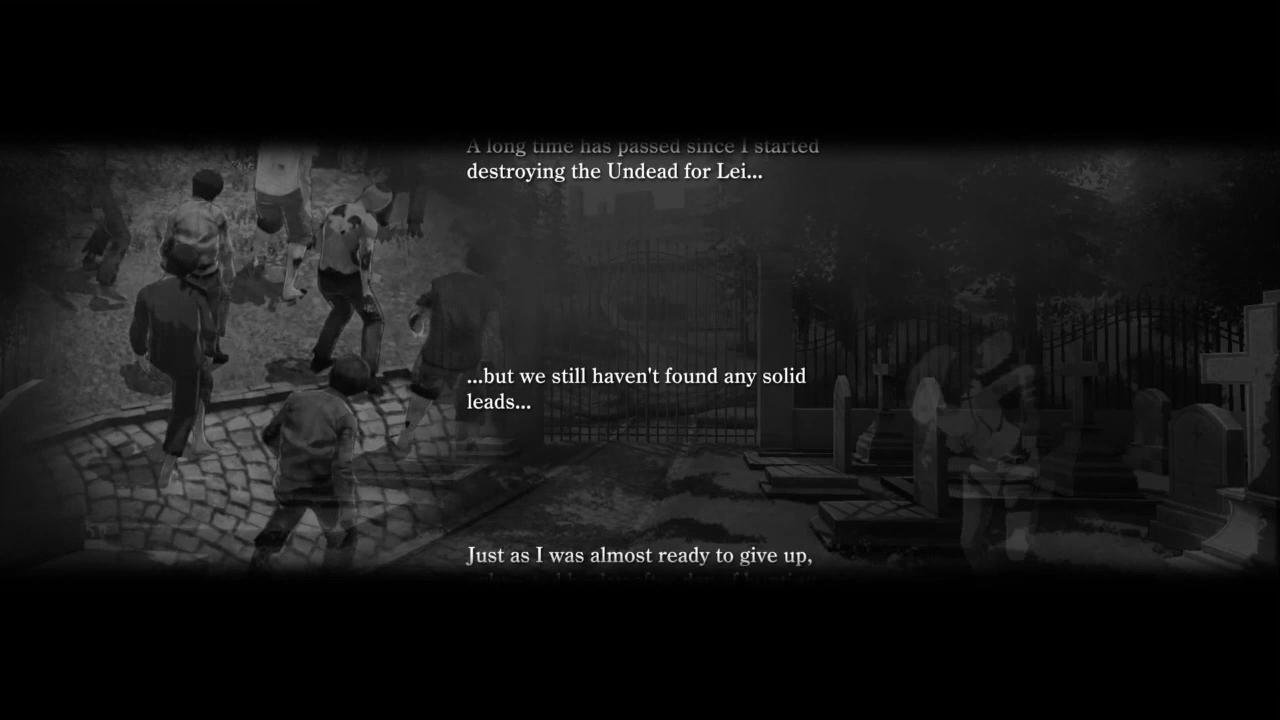 A long time has passed since I started
destroying the Undead for Lei...
...but we still haven't found any solid
leads...
Just as I was almost ready to give up,